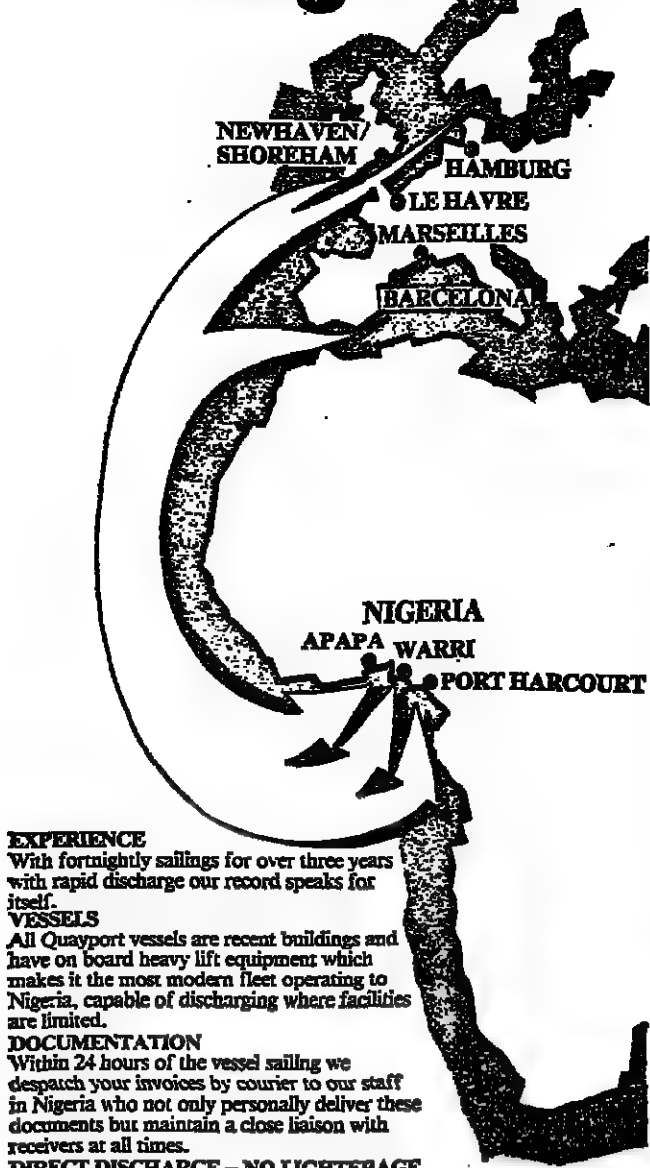 NEWHAVEN/
SHOREHAM
HAMBURG
LE HAVRE
MARSEILLES
BARCELONA
NIGERIA
APAPA
WARRI
PORT HARCOURT
EXPERIENCE
With fortnightly sailings for over three years
with rapid discharge our record speaks for
itself.
VESSELS
All Quayport vessels are recent buildings and
have on board heavy lift equipment which
makes it the most modern fleet operating to
Nigeria, capable of discharging where facilities
are limited.
DOCUMENTATION
Within 24 hours of the vessel sailing we
despatch your invoices by courier to our staff
in Nigeria who not only personally deliver these
documents but maintain a close liaison with
receivers at all times.
DIRECT DISCHARGE – NO LIGHTERAGE